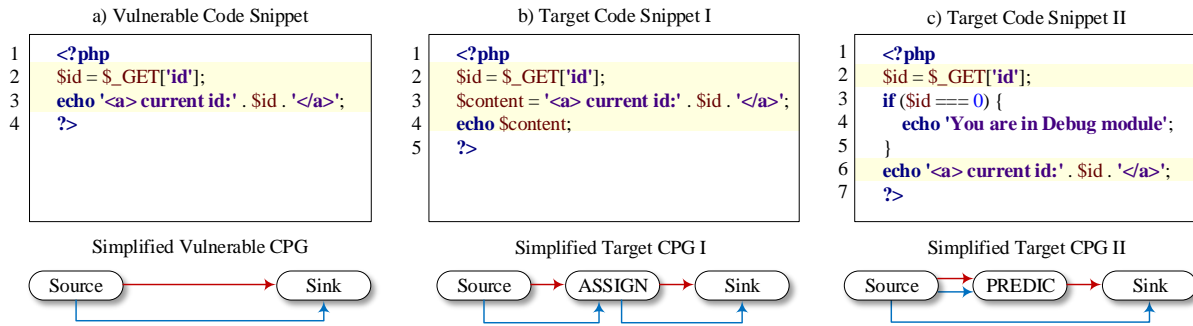 a) Vulnerable Code Snippet
1 <?php
2 $id = $_GET['id'];
3 echo '<a> current id:' . $id . '</a>';
4 ?>
Simplified Vulnerable CPG
Source Sink
b) Target Code Snippet I
1 <?php
2 $id = $_GET['id'];
3 $content = '<a> current id:' . $id . '</a>';
4 echo $content;
5 ?>
Simplified Target CPG I
Source ASSIGN Sink
c) Target Code Snippet II
1 <?php
2 $id = $_GET['id'];
3 if ($id === 0) {
4 echo 'You are in Debug module';
5 }
6 echo '<a> current id:' . $id . '</a>';
7 ?>
Simplified Target CPG II
Source PREDIC Sink